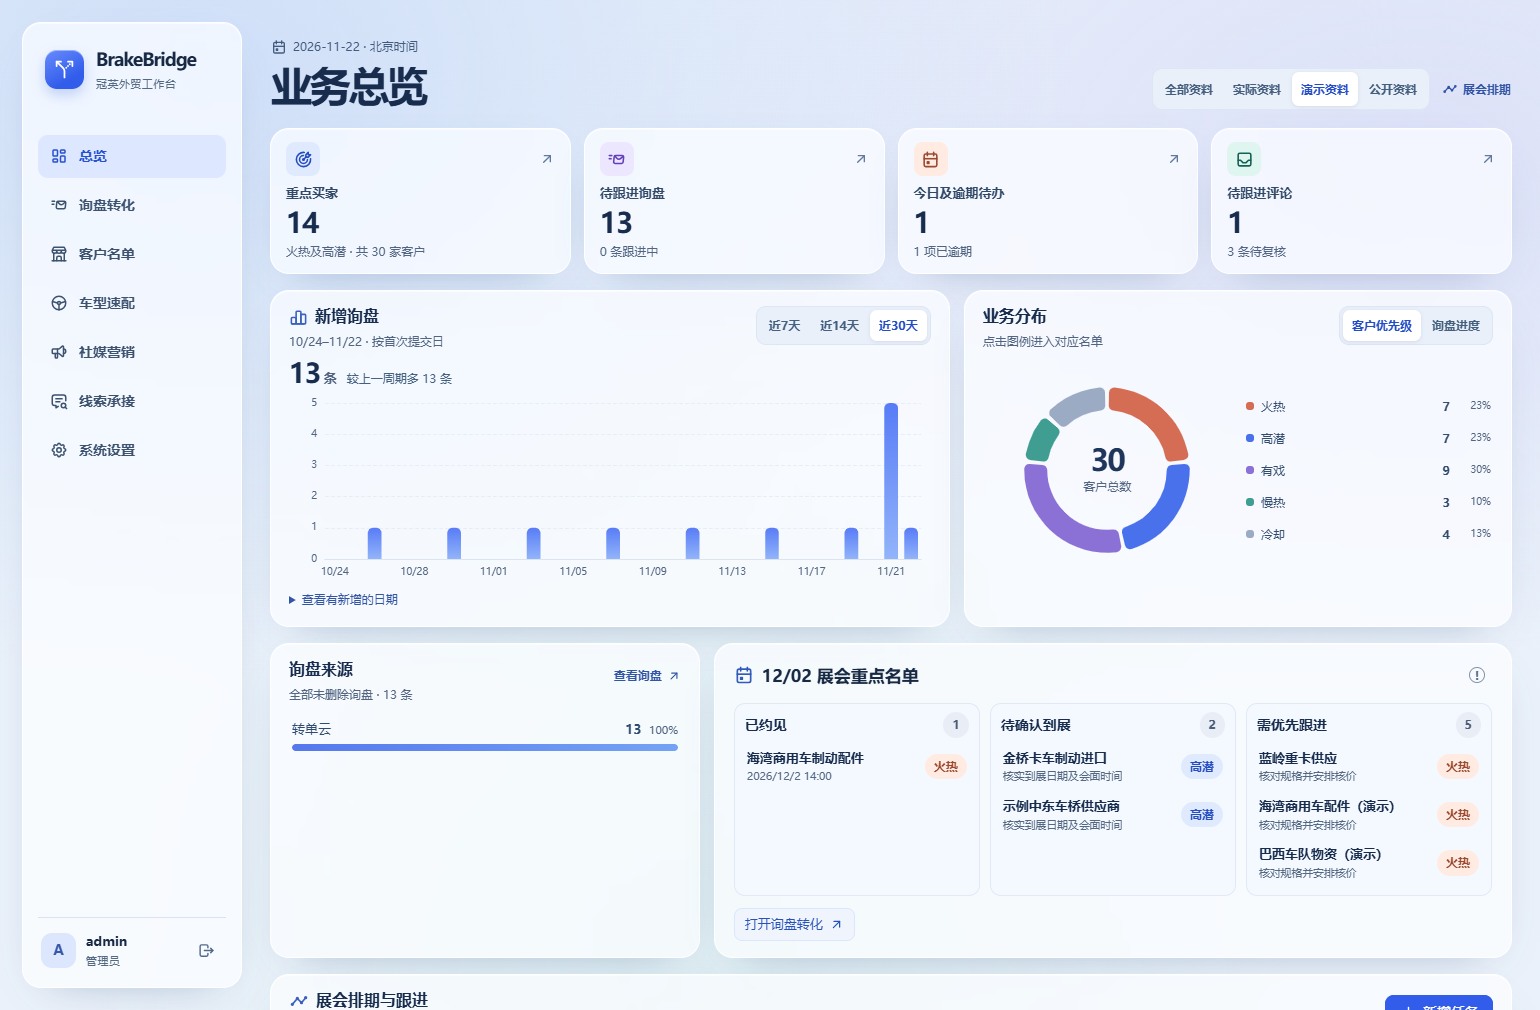 BrakeBridge
冠英外贸工作台
总览
询盘转化
客户名单
车型速配
社媒营销
线索承接
系统设置
A
admin
管理员
2026-11-22 · 北京时间
业务总览
全部资料 实际资料 演示资料 公开资料 展会排期
重点买家
14
火热及高潜 · 共 30 家客户
待跟进询盘
13
0 条跟进中
今日及逾期待办
1
1 项已逾期
待跟进评论
1
3 条待复核
新增询盘
10/24–11/22 · 按首次提交日
近7天 近14天 近30天
13 条 较上一周期多 13 条
5
4
3
2
1
0
10/24 10/28 11/01 11/05 11/09 11/13 11/17 11/21
查看有新增的日期
业务分布
点击图例进入对应名单
客户优先级 询盘进度
30
客户总数
火热 7 23%
高潜 7 23%
有戏 9 30%
慢热 3 10%
冷却 4 13%
询盘来源
全部未删除询盘 · 13 条
查看询盘
转单云 13 100%
12/02 展会重点名单
已约见 1
海湾商用车制动配件
2026/12/2 14:00
火热
待确认到展 2
金桥卡车制动进口
核实到展日期及会面时间
高潜
示例中东车桥供应商
核实到展日期及会面时间
高潜
需优先跟进 5
蓝岭重卡供应
核对规格并安排核价
火热
海湾商用车配件（演示）
核对规格并安排核价
火热
巴西车队物资（演示）
核对规格并安排核价
火热
打开询盘转化
展会排期与跟进